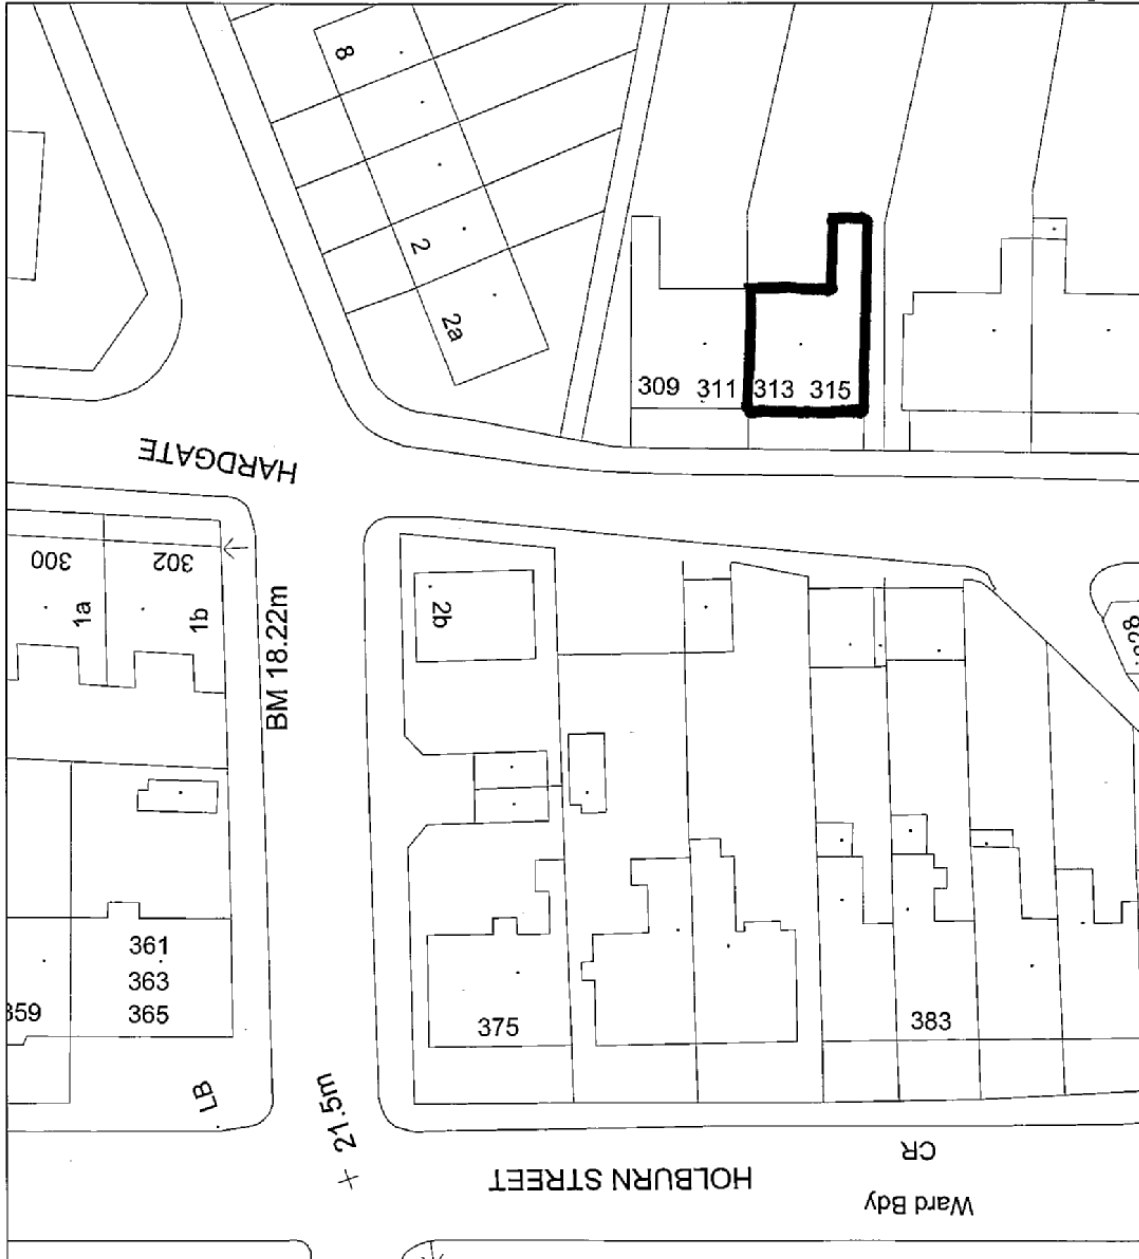 8
2
2a
309 311 313 315
HARDGATE
300 302
1a 1b
2b
BM 18.22m
361
363
359 365
375
383
LB
+ 21.5m
HOLBURN STREET
CR
Ward Bdy